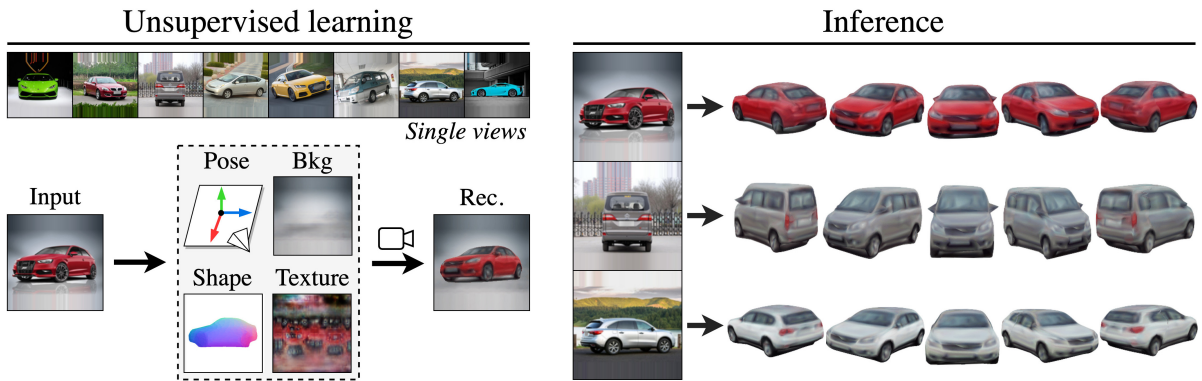 Unsupervised learning
Single views
Input
Pose
Bkg
Shape
Texture
Rec.
Inference